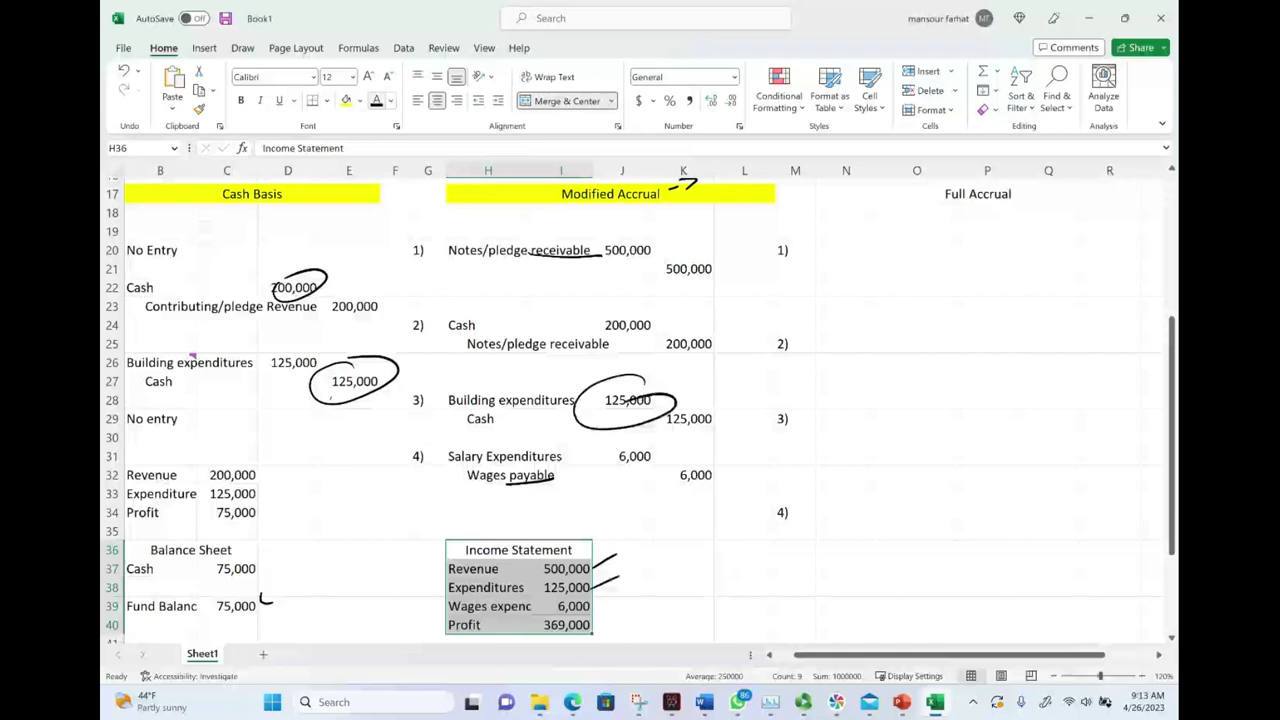 AutoSave Off Book1 Search mansour farhat MF
File Home Insert Draw Page Layout Formulas Data Review View Help Comments Share
Calibri 12 Wrap Text General Insert
Paste Merge & Center Conditional Formatting Format as Table Cell Styles Delete Sort & Filter Find & Select Analyze Data
B I U A $ % Format
Undo Clipboard Font Alignment Number Styles Cells Editing Analysis
H36 fx Income Statement
B C D E F G H I J K L M N O P Q R
17 Cash Basis Modified Accrual Full Accrual
18
19
20 No Entry 1) Notes/pledge receivable 500,000 1)
21 500,000
22 Cash 200,000
23 Contributing/pledge Revenue 200,000
24 2) Cash 200,000
25 Notes/pledge receivable 200,000 2)
26 Building expenditures 125,000
27 Cash 125,000
28 3) Building expenditures 125,000
29 No entry Cash 125,000 3)
30
31 4) Salary Expenditures 6,000
32 Revenue 200,000 Wages payable 6,000
33 Expenditure 125,000
34 Profit 75,000 4)
35
36 Balance Sheet Income Statement
37 Cash 75,000 Revenue 500,000
38 Expenditures 125,000
39 Fund Balanc 75,000 Wages expenc 6,000
40 Profit 369,000
Sheet1
Ready Accessibility: Investigate Average: 250000 Count: 9 Sum: 1000000 Display Settings 120%
44°F
Partly sunny
Search 86 9:13 AM
4/26/2023